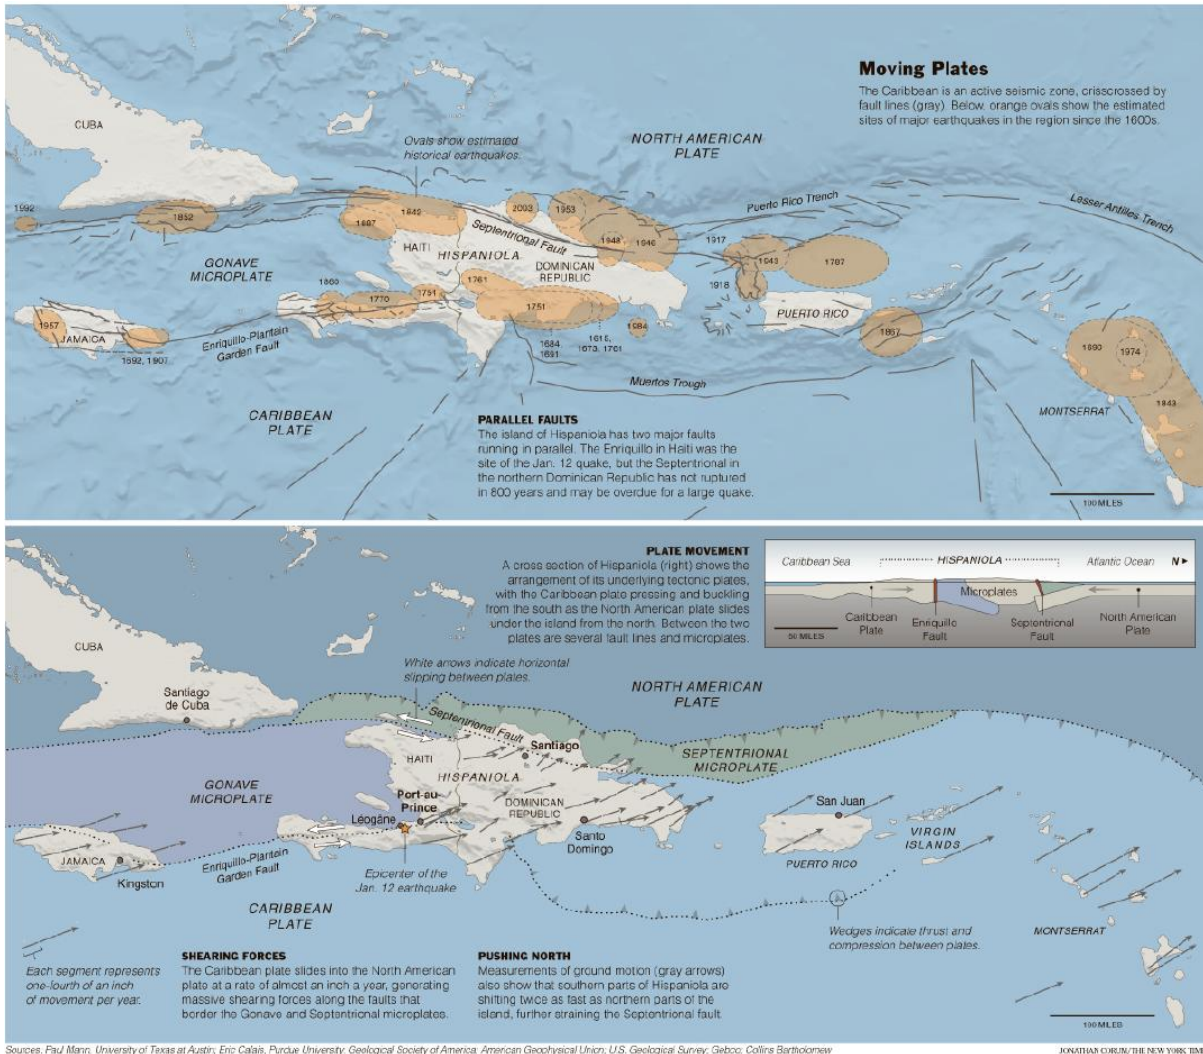 Moving Plates
The Caribbean is an active seismic zone, crisscrossed by
fault lines (gray). Below, orange ovals show the estimated
sites of major earthquakes in the region since the 1600s.
CUBA
Ovals show estimated
historical earthquakes.
NORTH AMERICAN
PLATE
Puerto Rico Trench
Lesser Antilles Trench
1992
1852
1842
1887
2003
1953
Septentrional Fault
1948
1946
1917
1943
1787
HAITI
HISPANIOLA
DOMINICAN
REPUBLIC
GONAVE
MICROPLATE
1860
1770
1751
1761
1751
1918
1957
JAMAICA
1692, 1907
Enriquillo-Plantain
Garden Fault
1684
1691
1615,
1673, 1761
1984
PUERTO RICO
1867
1690
1974
1843
Muertos Trough
MONTSERRAT
CARIBBEAN
PLATE
PARALLEL FAULTS
The island of Hispaniola has two major faults
running in parallel. The Enriquillo in Haiti was the
site of the Jan. 12 quake, but the Septentrional in
the northern Dominican Republic has not ruptured
in 800 years and may be overdue for a large quake.
100 MILES
PLATE MOVEMENT
A cross section of Hispaniola (right) shows the
arrangement of its underlying tectonic plates,
with the Caribbean plate pressing and buckling
from the south as the North American plate slides
under the island from the north. Between the two
plates are several fault lines and microplates.
Caribbean Sea
HISPANIOLA
Atlantic Ocean
N
Microplates
50 MILES
Caribbean
Plate
Enriquillo
Fault
Septentrional
Fault
North American
Plate
CUBA
White arrows indicate horizontal
slipping between plates.
Santiago
de Cuba
NORTH AMERICAN
PLATE
Septentrional Fault
Santiago
SEPTENTRIONAL
MICROPLATE
HAITI
HISPANIOLA
GONAVE
MICROPLATE
Port-au-
Prince
Léogâne
DOMINICAN
REPUBLIC
Santo
Domingo
San Juan
PUERTO RICO
VIRGIN
ISLANDS
JAMAICA
Kingston
Enriquillo-Plantain
Garden Fault
Epicenter of the
Jan. 12 earthquake
CARIBBEAN
PLATE
Wedges indicate thrust and
compression between plates.
MONTSERRAT
Each segment represents
one-fourth of an inch
of movement per year.
SHEARING FORCES
The Caribbean plate slides into the North American
plate at a rate of almost an inch a year, generating
massive shearing forces along the faults that
border the Gonave and Septentrional microplates.
PUSHING NORTH
Measurements of ground motion (gray arrows)
also show that southern parts of Hispaniola are
shifting twice as fast as northern parts of the
island, further straining the Septentrional fault.
100 MILES
Sources: Paul Mann, University of Texas at Austin; Eric Calais, Purdue University; Geological Society of America; American Geophysical Union; U.S. Geological Survey; Gebco; Collins Bartholomew
JONATHAN CORUM/THE NEW YORK TIM